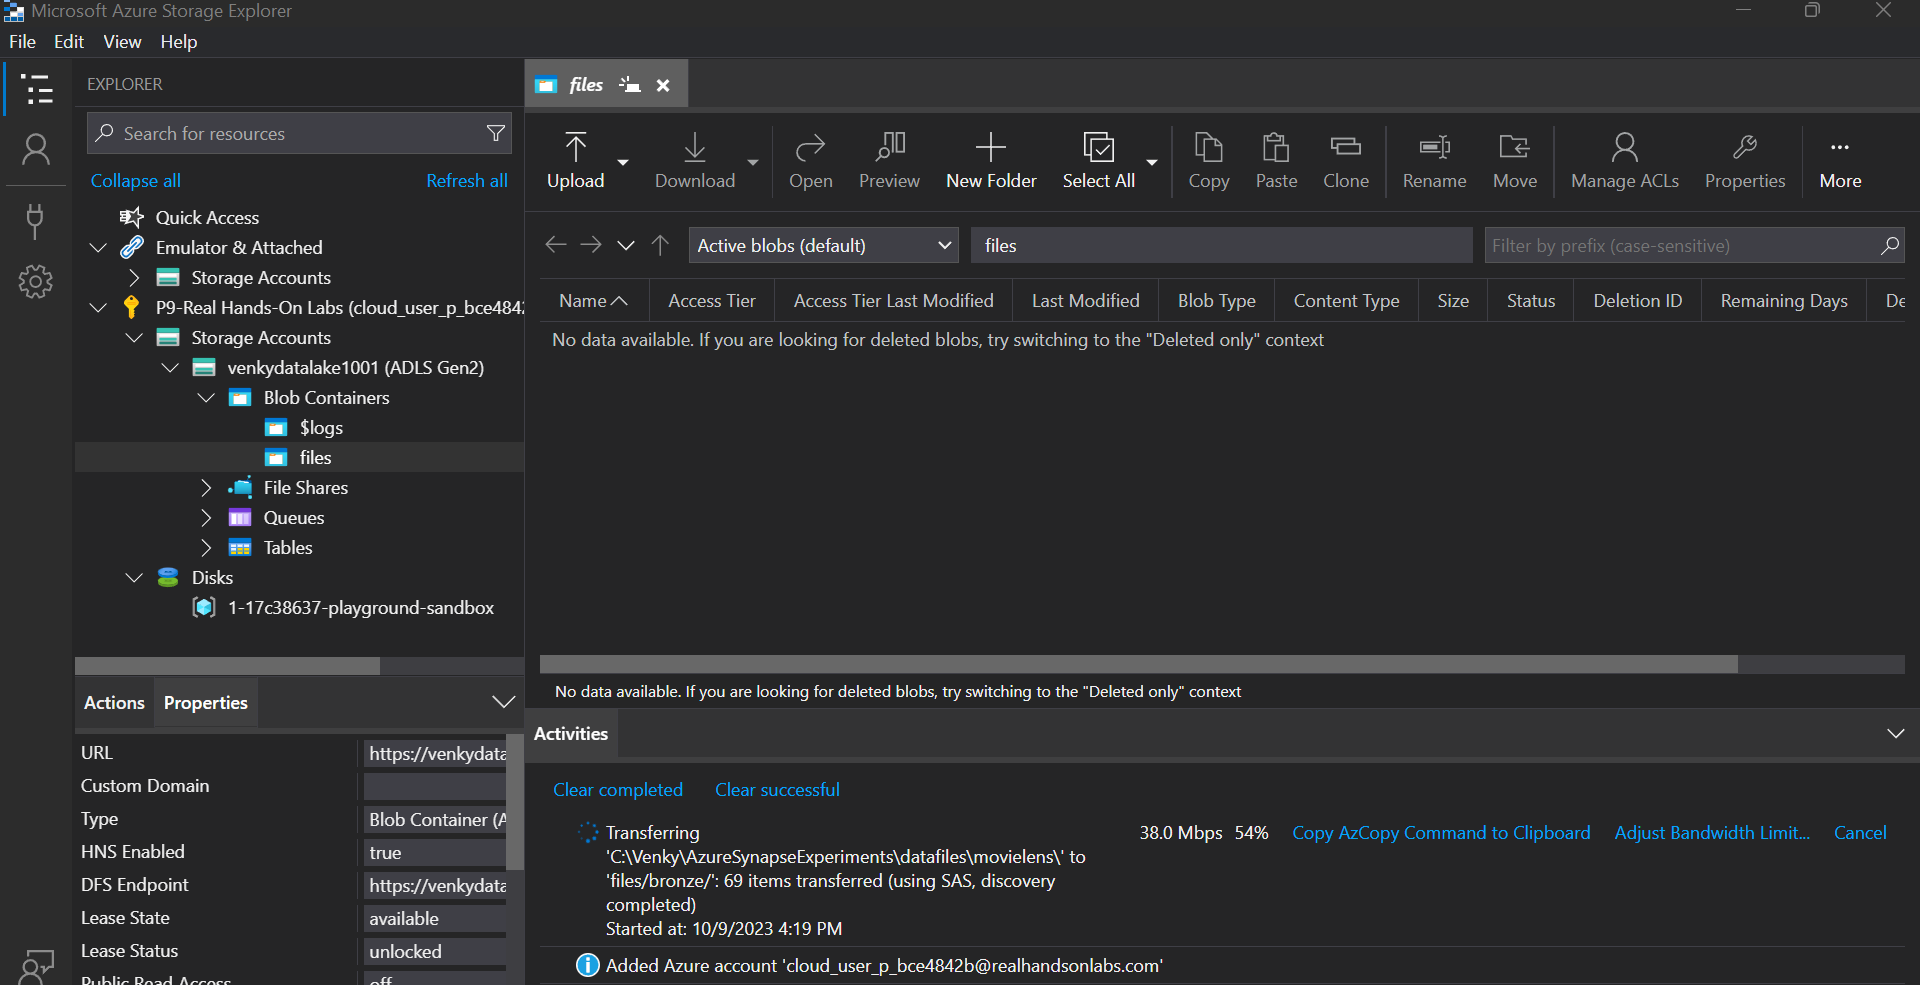 Microsoft Azure Storage Explorer
File Edit View Help
EXPLORER
Search for resources
Collapse all Refresh all
Quick Access
Emulator & Attached
Storage Accounts
P9-Real Hands-On Labs (cloud_user_p_bce4842
Storage Accounts
venkydatalake1001 (ADLS Gen2)
Blob Containers
$logs
files
File Shares
Queues
Tables
Disks
1-17c38637-playground-sandbox
Actions Properties
URL https://venkydata
Custom Domain
Type Blob Container (A
HNS Enabled true
DFS Endpoint https://venkydata
Lease State available
Lease Status unlocked
Public Read Access off
files
Upload Download Open Preview New Folder Select All Copy Paste Clone Rename Move Manage ACLs Properties More
Active blobs (default) files Filter by prefix (case-sensitive)
Name Access Tier Access Tier Last Modified Last Modified Blob Type Content Type Size Status Deletion ID Remaining Days De
No data available. If you are looking for deleted blobs, try switching to the "Deleted only" context
No data available. If you are looking for deleted blobs, try switching to the "Deleted only" context
Activities
Clear completed Clear successful
Transferring 38.0 Mbps 54% Copy AzCopy Command to Clipboard Adjust Bandwidth Limit... Cancel
'C:\Venky\AzureSynapseExperiments\datafiles\movielens\' to
'files/bronze/': 69 items transferred (using SAS, discovery
completed)
Started at: 10/9/2023 4:19 PM
Added Azure account 'cloud_user_p_bce4842b@realhandsonlabs.com'